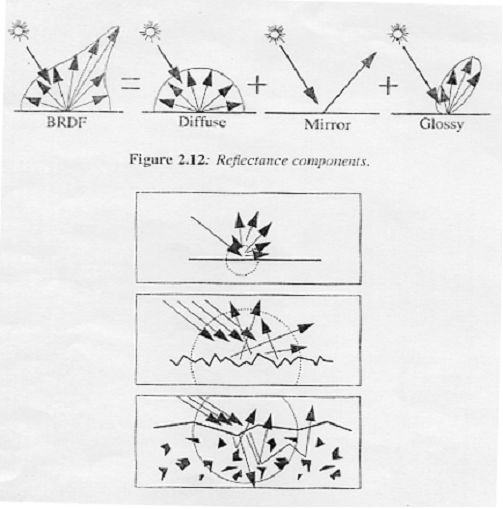 BRDF
Diffuse
Mirror
Glossy
Figure 2.12: Reflectance components.